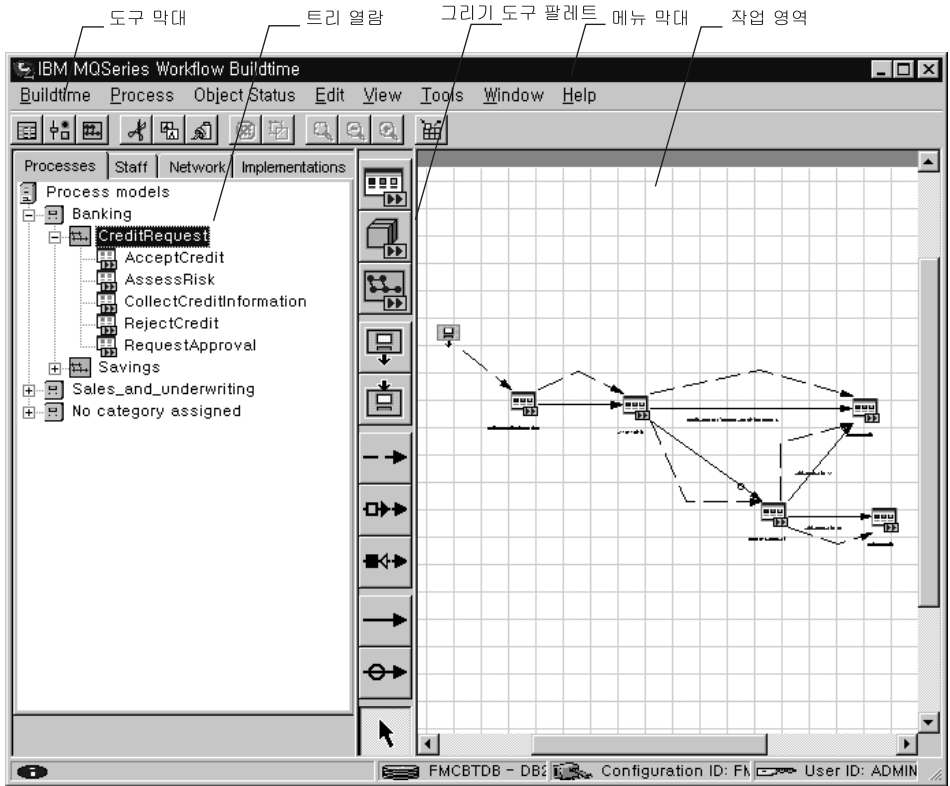 도구 막대
트리 열람
그리기 도구 팔레트
메뉴 막대
작업 영역
IBM MQSeries Workflow Buildtime
Buildtime Process Object Status Edit View Tools Window Help
Processes Staff Network Implementations
Process models
Banking
CreditRequest
AcceptCredit
AssessRisk
CollectCreditInformation
RejectCredit
RequestApproval
Savings
Sales_and_underwriting
No category assigned
FMCBTDB - DB2 Configuration ID: FM User ID: ADMIN